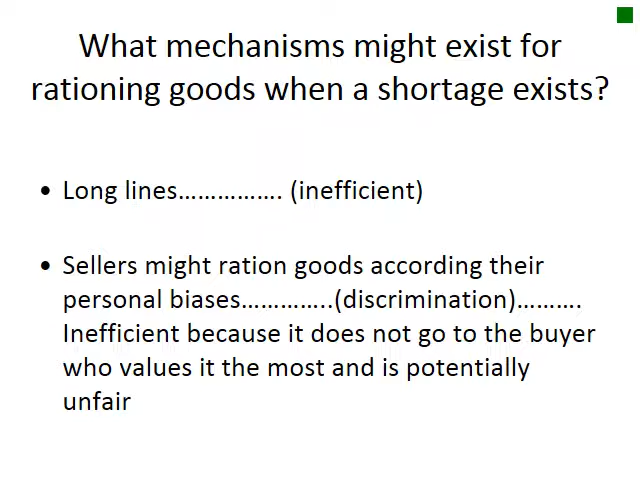 What mechanisms might exist for
rationing goods when a shortage exists?
• Long lines……………. (inefficient)
• Sellers might ration goods according their
personal biases…………..(discrimination)……….
Inefficient because it does not go to the buyer
who values it the most and is potentially
unfair